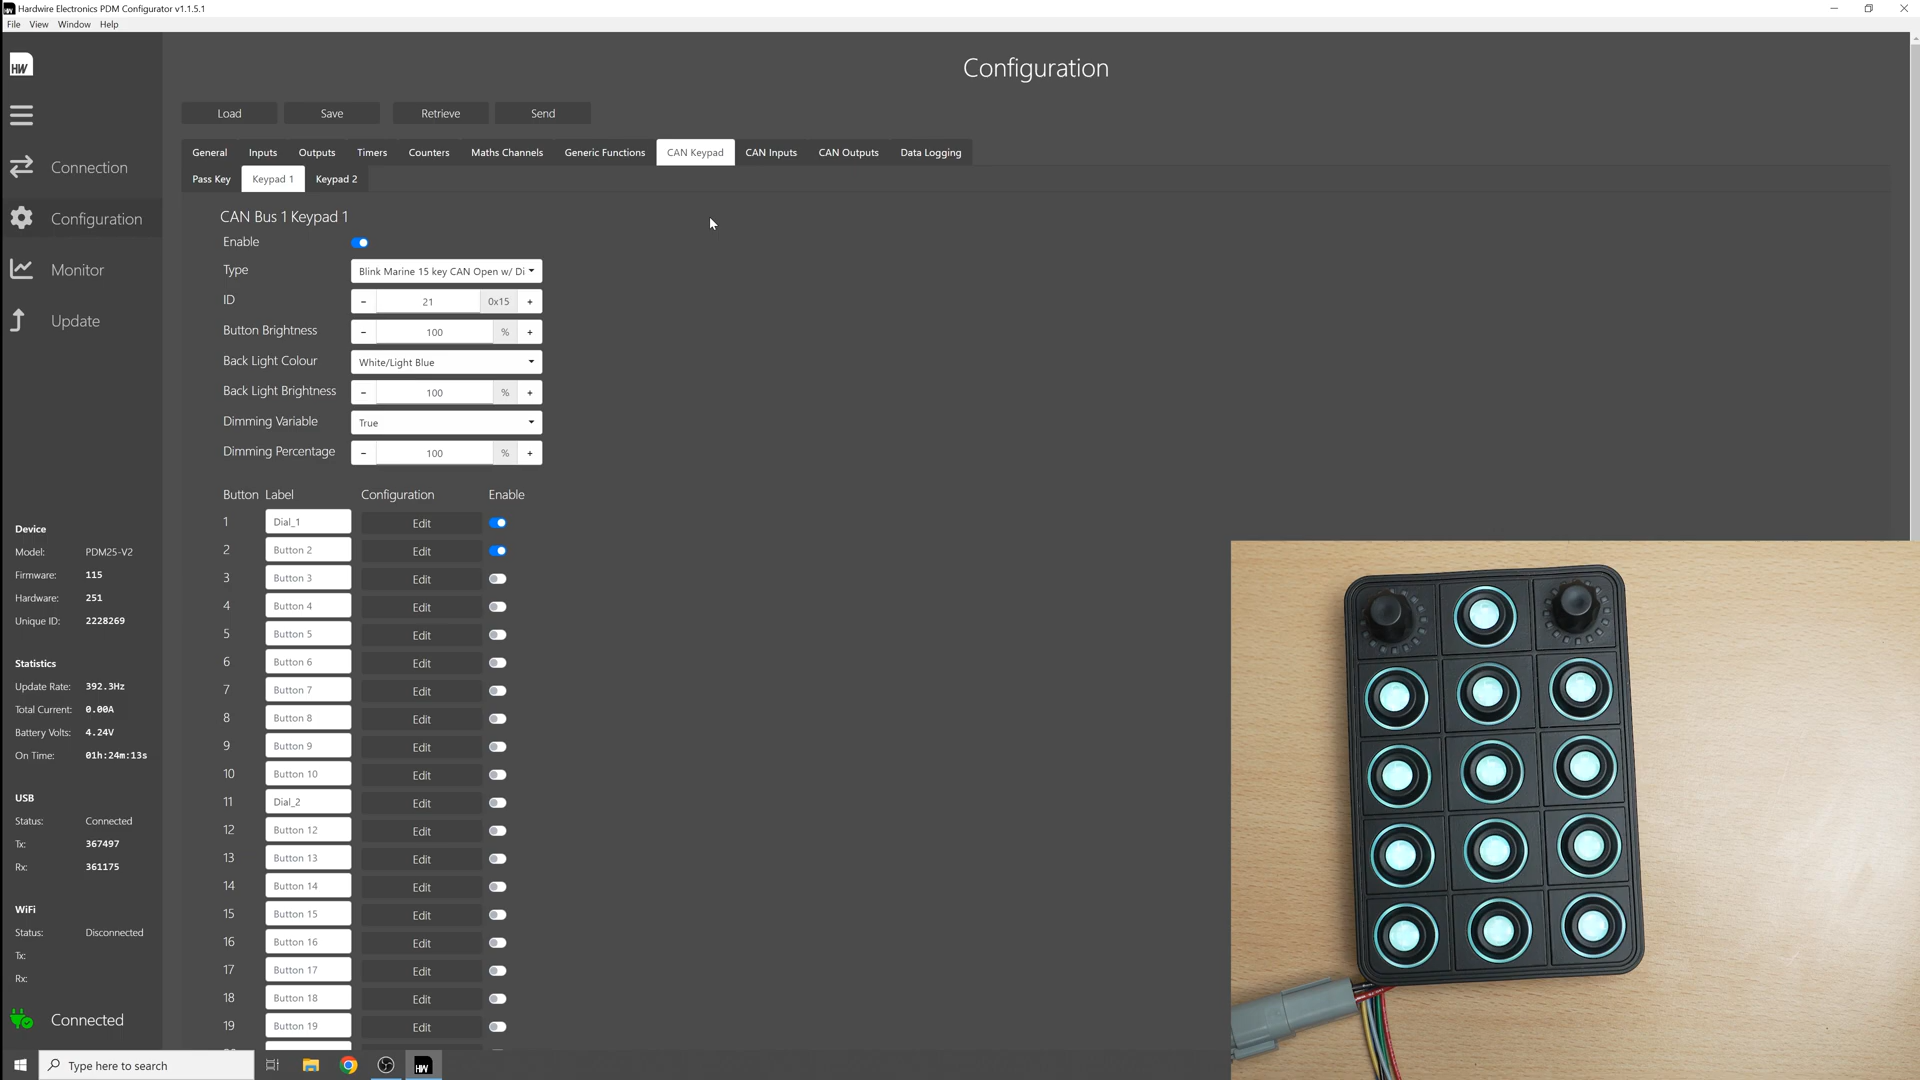 Hardwire Electronics PDM Configurator v1.1.5.1
File View Window Help
HW
Configuration
Load Save Retrieve Send
General Inputs Outputs Timers Counters Maths Channels Generic Functions CAN Keypad CAN Inputs CAN Outputs Data Logging
Pass Key Keypad 1 Keypad 2
Connection
Configuration
Monitor
Update
CAN Bus 1 Keypad 1
Enable
Type Blink Marine 15 key CAN Open w/ Di
ID - 21 0x15 +
Button Brightness - 100 % +
Back Light Colour White/Light Blue
Back Light Brightness - 100 % +
Dimming Variable True
Dimming Percentage - 100 % +
Button Label Configuration Enable
1 Dial_1 Edit
2 Button 2 Edit
3 Button 3 Edit
4 Button 4 Edit
5 Button 5 Edit
6 Button 6 Edit
7 Button 7 Edit
8 Button 8 Edit
9 Button 9 Edit
10 Button 10 Edit
11 Dial_2 Edit
12 Button 12 Edit
13 Button 13 Edit
14 Button 14 Edit
15 Button 15 Edit
16 Button 16 Edit
17 Button 17 Edit
18 Button 18 Edit
19 Button 19 Edit
Device
Model: PDM25-V2
Firmware: 115
Hardware: 251
Unique ID: 2228269
Statistics
Update Rate: 392.3Hz
Total Current: 0.00A
Battery Volts: 4.24V
On Time: 01h:24m:13s
USB
Status: Connected
Tx: 367497
Rx: 361175
WiFi
Status: Disconnected
Tx:
Rx:
Connected
Type here to search
HW